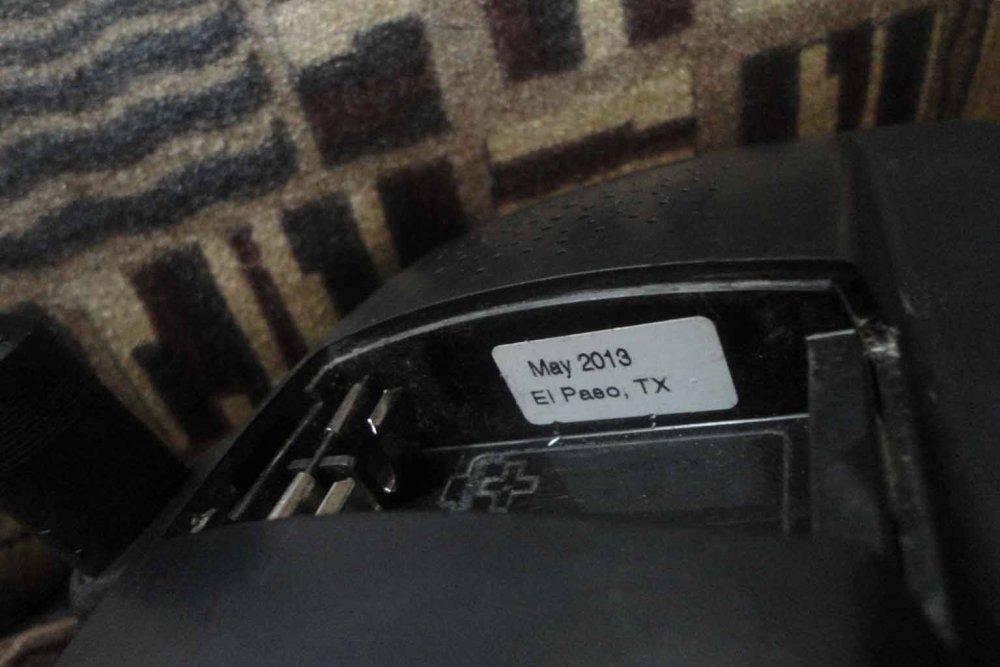 May 2013
El Paso, TX